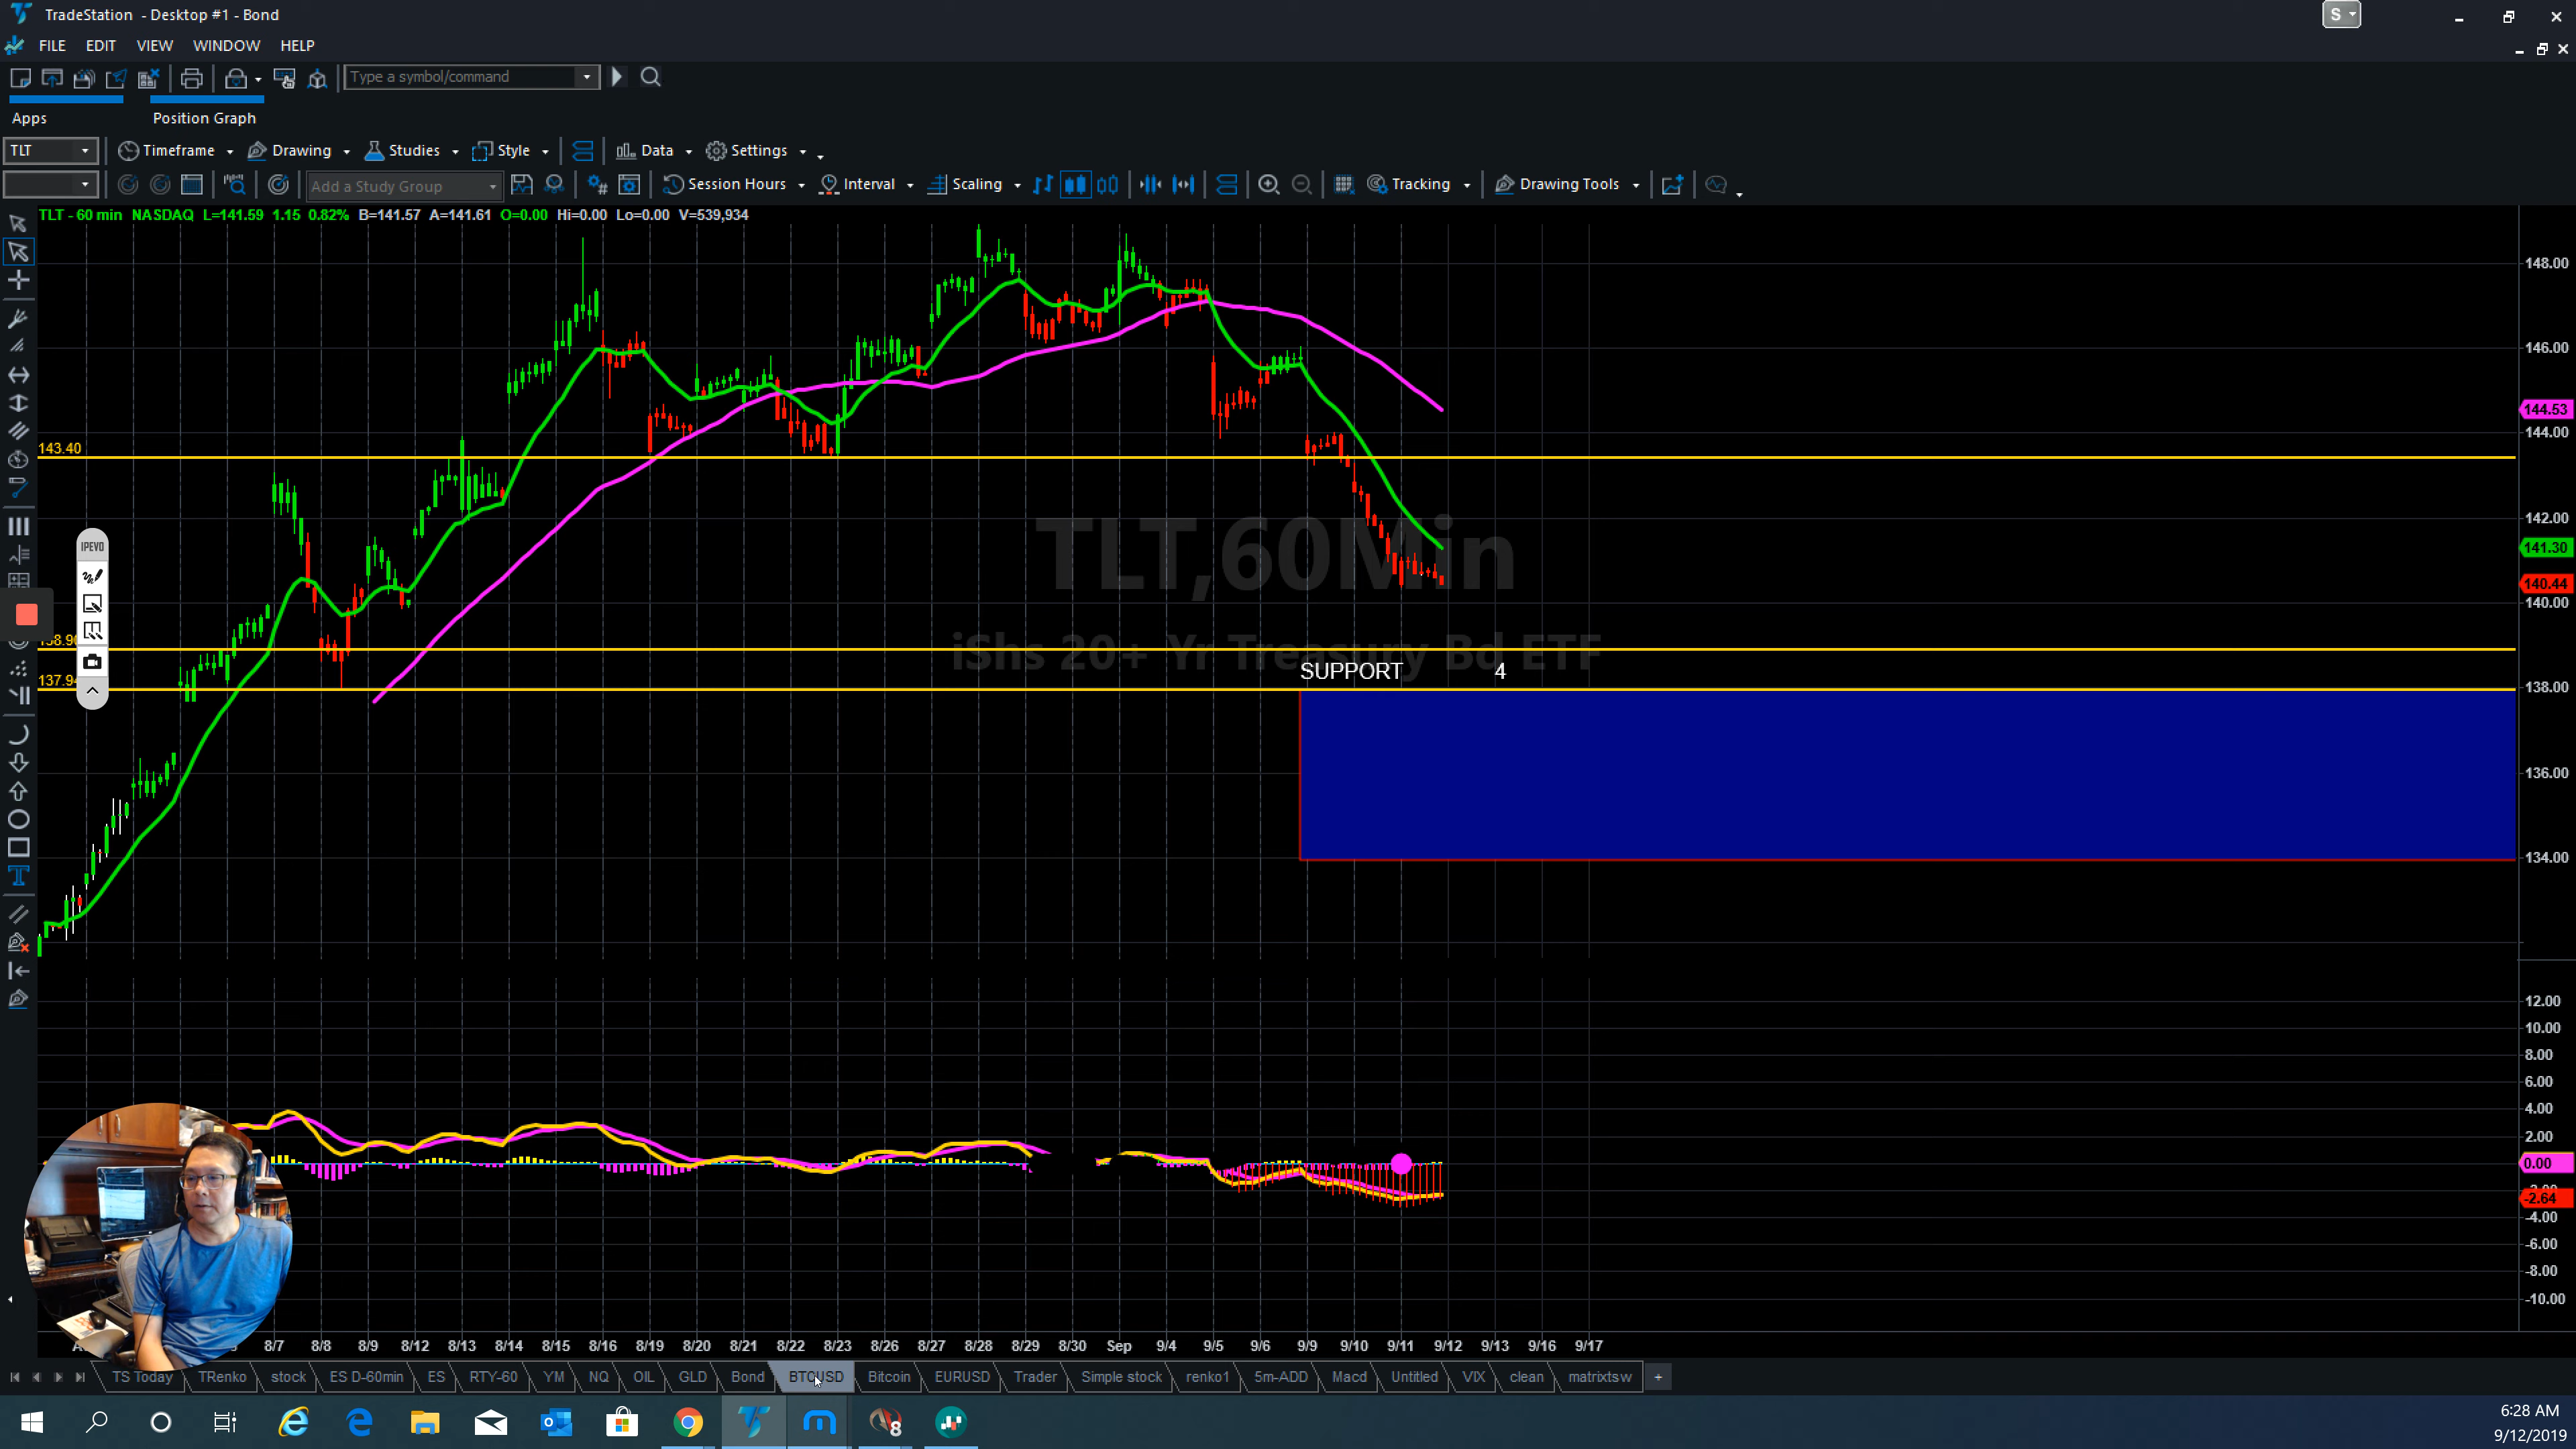 TradeStation - Desktop #1 - Bond
S
FILE EDIT VIEW WINDOW HELP
Type a symbol/command
Apps Position Graph
TLT Timeframe Drawing Studies Style Data Settings
Add a Study Group Session Hours Interval Scaling Tracking Drawing Tools
TLT - 60 min NASDAQ L=141.59 1.15 0.82% B=141.57 A=141.61 O=0.00 Hi=0.00 Lo=0.00 V=539,934
148.00
146.00
144.53
144.00
143.40
142.00
TLT,60Min
141.30
IPEVO
140.44
140.00
iShs 20+ Yr Treasury Bd ETF
SUPPORT 4
137.94
138.00
136.00
134.00
12.00
10.00
8.00
6.00
4.00
2.00
0.00
-2.64
-4.00
-6.00
-8.00
-10.00
8/7 8/8 8/9 8/12 8/13 8/14 8/15 8/16 8/19 8/20 8/21 8/22 8/23 8/26 8/27 8/28 8/29 8/30 Sep 9/4 9/5 9/6 9/9 9/10 9/11 9/12 9/13 9/16 9/17
TS Today TRenko stock ES D-60min ES RTY-60 YM NQ OIL GLD Bond BTCUSD Bitcoin EURUSD Trader Simple stock renko1 5m-ADD Macd Untitled VIX clean matrixtsw +
8
6:28 AM
9/12/2019